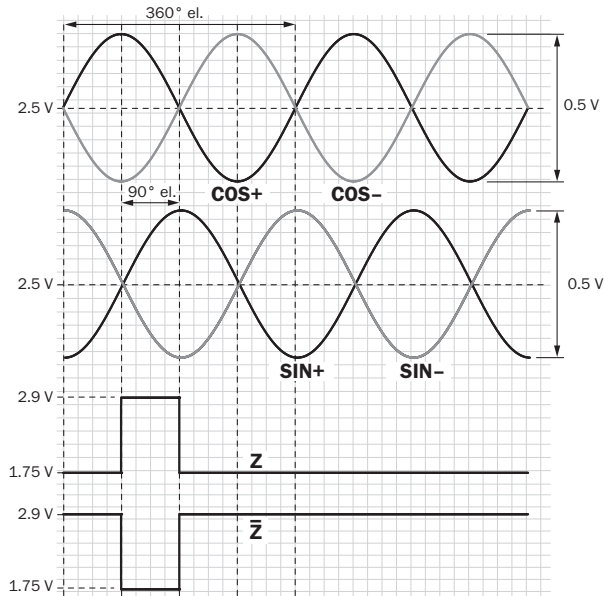 360° el.
2.5 V
0.5 V
90° el.
COS+ COS−
2.5 V
0.5 V
SIN+ SIN−
2.9 V
Z
1.75 V
2.9 V
Z̅
1.75 V